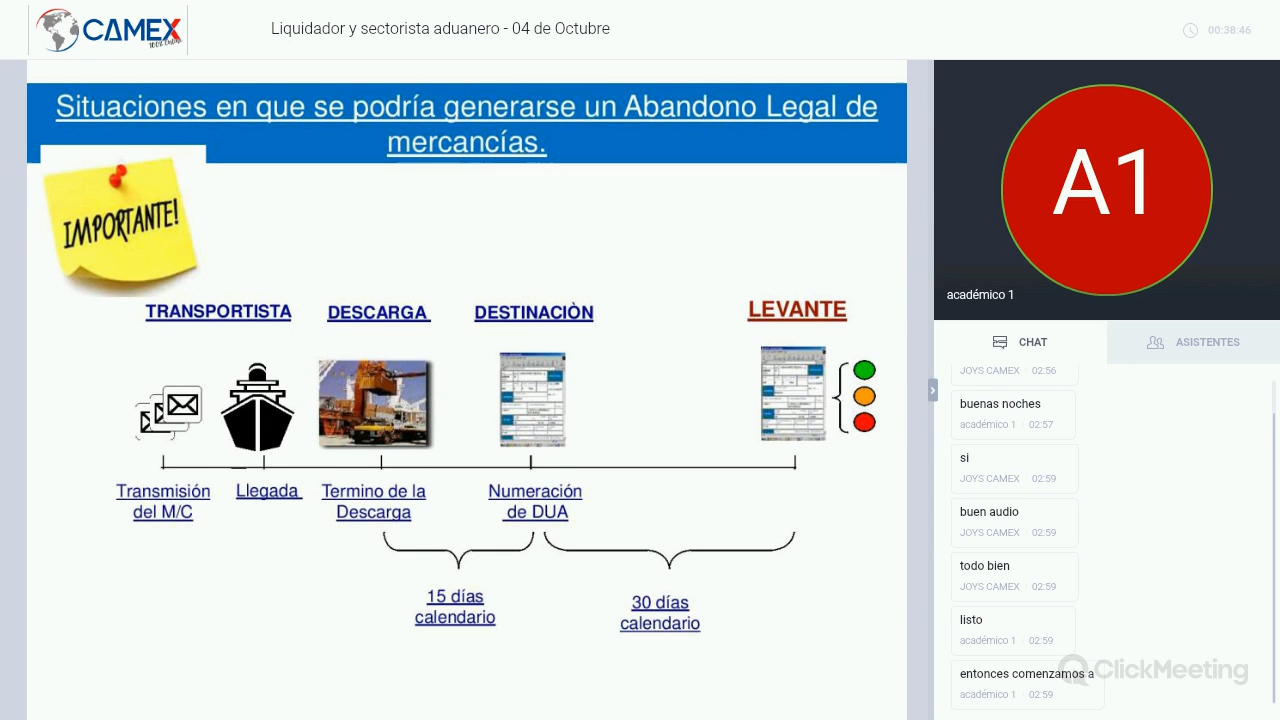 CAMEX
100% Online
Liquidador y sectorista aduanero - 04 de Octubre
00:38:46
Situaciones en que se podría generarse un Abandono Legal de
mercancías.
IMPORTANTE!
TRANSPORTISTA
DESCARGA
DESTINACIÒN
LEVANTE
Transmisión
del M/C
Llegada
Termino de la
Descarga
Numeración
de DUA
15 días
calendario
30 días
calendario
A1
académico 1
CHAT
ASISTENTES
JOYS CAMEX 02:56
buenas noches
académico 1 02:57
si
JOYS CAMEX 02:59
buen audio
JOYS CAMEX 02:59
todo bien
JOYS CAMEX 02:59
listo
académico 1 02:59
entonces comenzamos a
académico 1 02:59
ClickMeeting